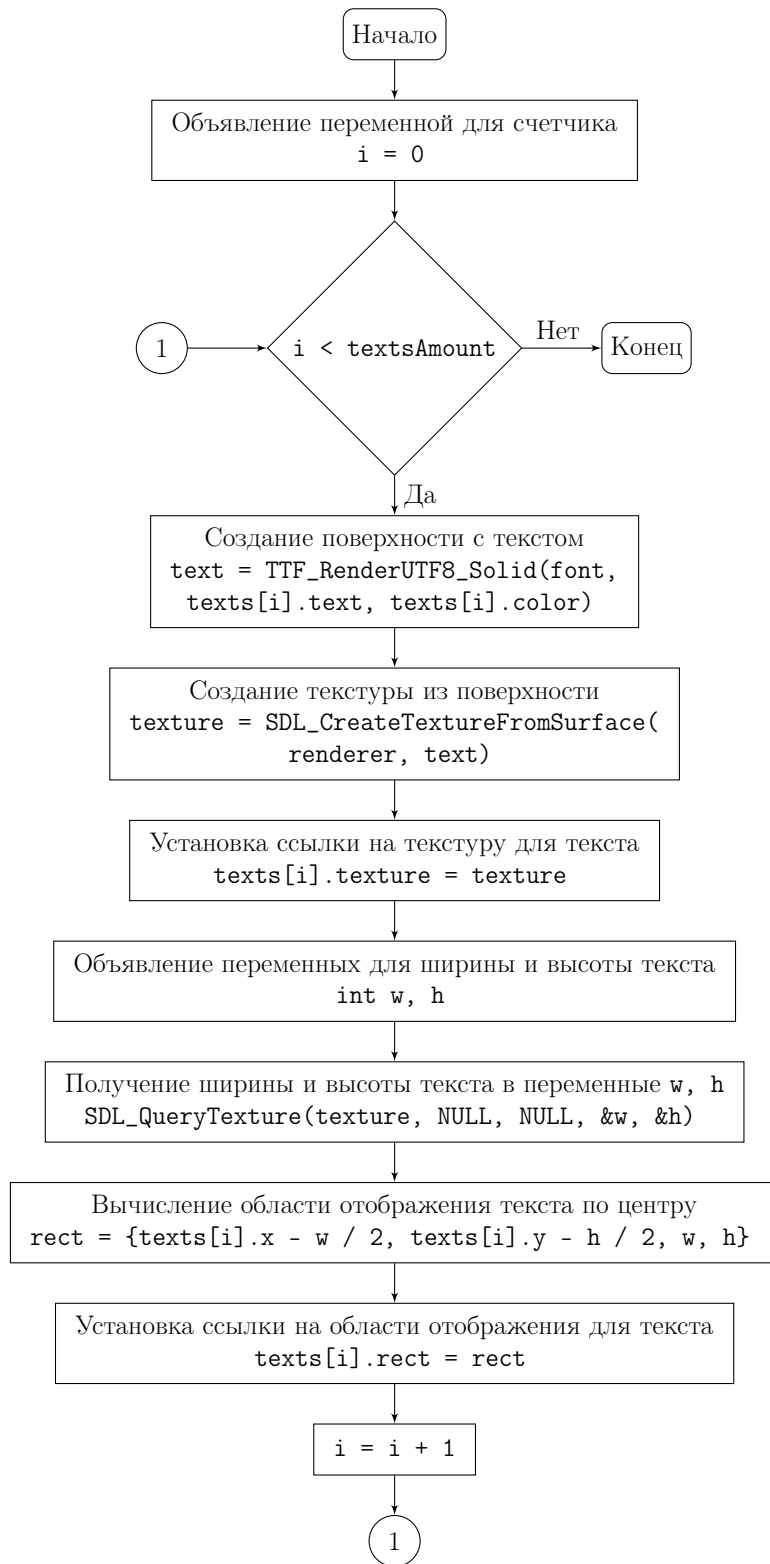 Начало
Объявление переменной для счетчика
i = 0
1
i < textsAmount
Нет
Конец
Да
Создание поверхности с текстом
text = TTF_RenderUTF8_Solid(font,
texts[i].text, texts[i].color)
Создание текстуры из поверхности
texture = SDL_CreateTextureFromSurface(
renderer, text)
Установка ссылки на текстуру для текста
texts[i].texture = texture
Объявление переменных для ширины и высоты текста
int w, h
Получение ширины и высоты текста в переменные w, h
SDL_QueryTexture(texture, NULL, NULL, &w, &h)
Вычисление области отображения текста по центру
rect = {texts[i].x - w / 2, texts[i].y - h / 2, w, h}
Установка ссылки на области отображения для текста
texts[i].rect = rect
i = i + 1
1